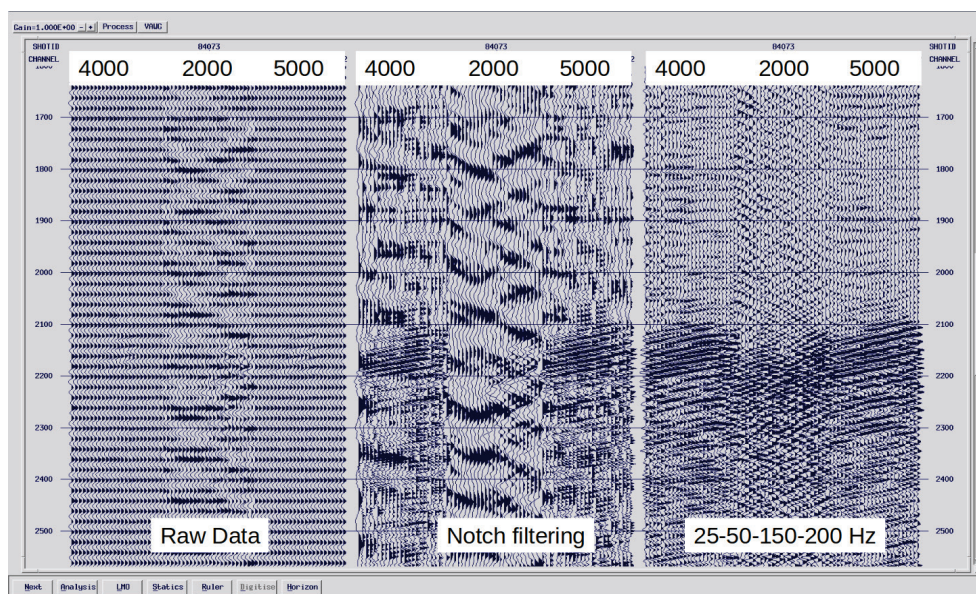 Gain=1.000E+00 - + Process VAWG
SHOTID 84073 84073 84073 SHOTID
CHANNEL CHANNEL
4000 2000 5000 4000 2000 5000 4000 2000 5000
1700 1700
1800 1800
1900 1900
2000 2000
2100 2100
2200 2200
2300 2300
2400 2400
2500 2500
Raw Data Notch filtering 25-50-150-200 Hz
Next Analysis LMO Statics Ruler Digitise Horizon